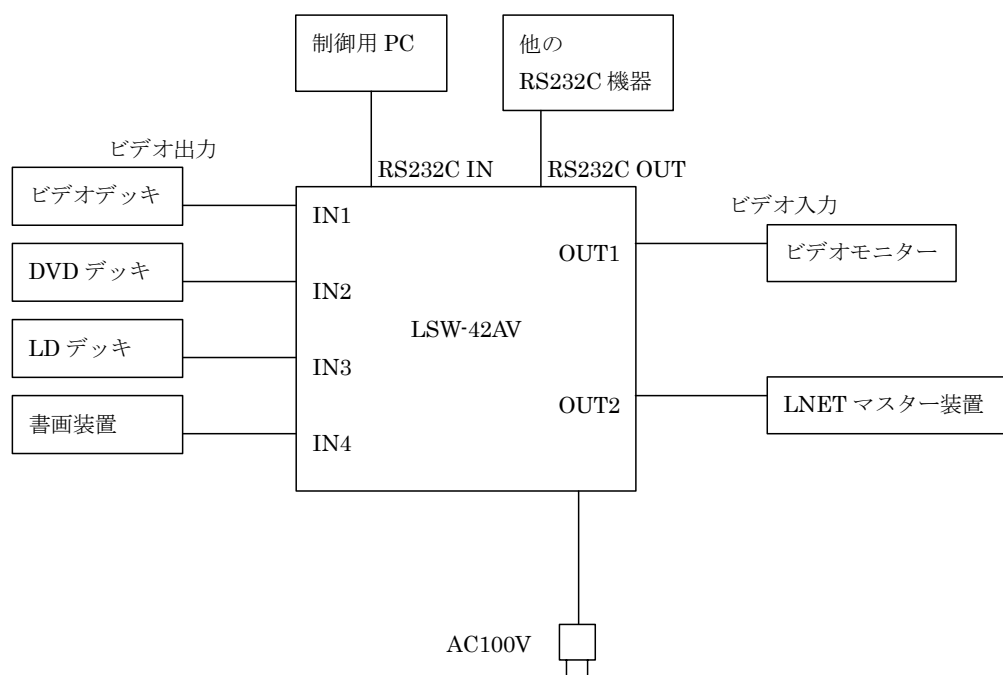 制御用 PC
他の
RS232C 機器
ビデオ出力
RS232C IN
RS232C OUT
ビデオデッキ
IN1
ビデオ入力
OUT1
ビデオモニター
DVD デッキ
IN2
LSW-42AV
LD デッキ
IN3
OUT2
LNET マスター装置
書画装置
IN4
AC100V